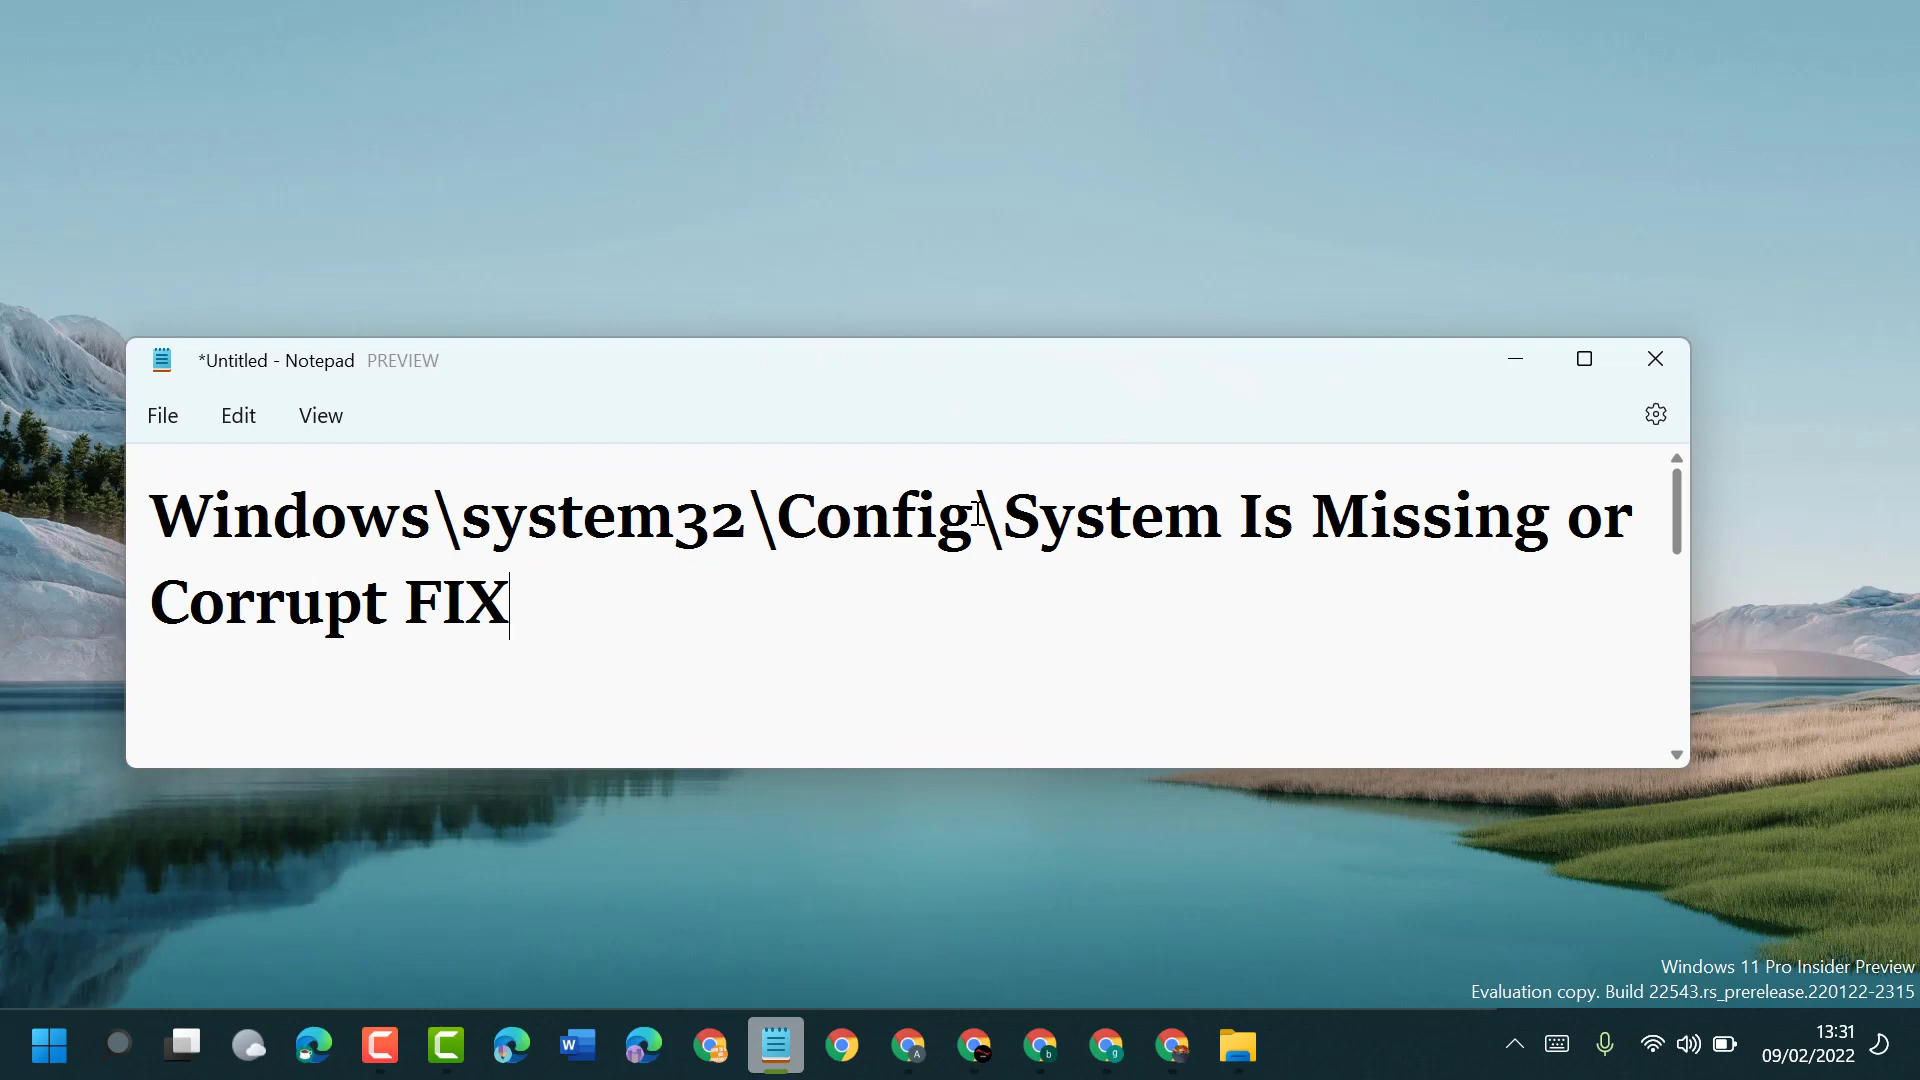 *Untitled - Notepad PREVIEW
File Edit View
Windows\system32\Config\System Is Missing or
Corrupt FIX
Windows 11 Pro Insider Preview
Evaluation copy. Build 22543.rs_prerelease.220122-2315
W
A
b
g
13:31
09/02/2022